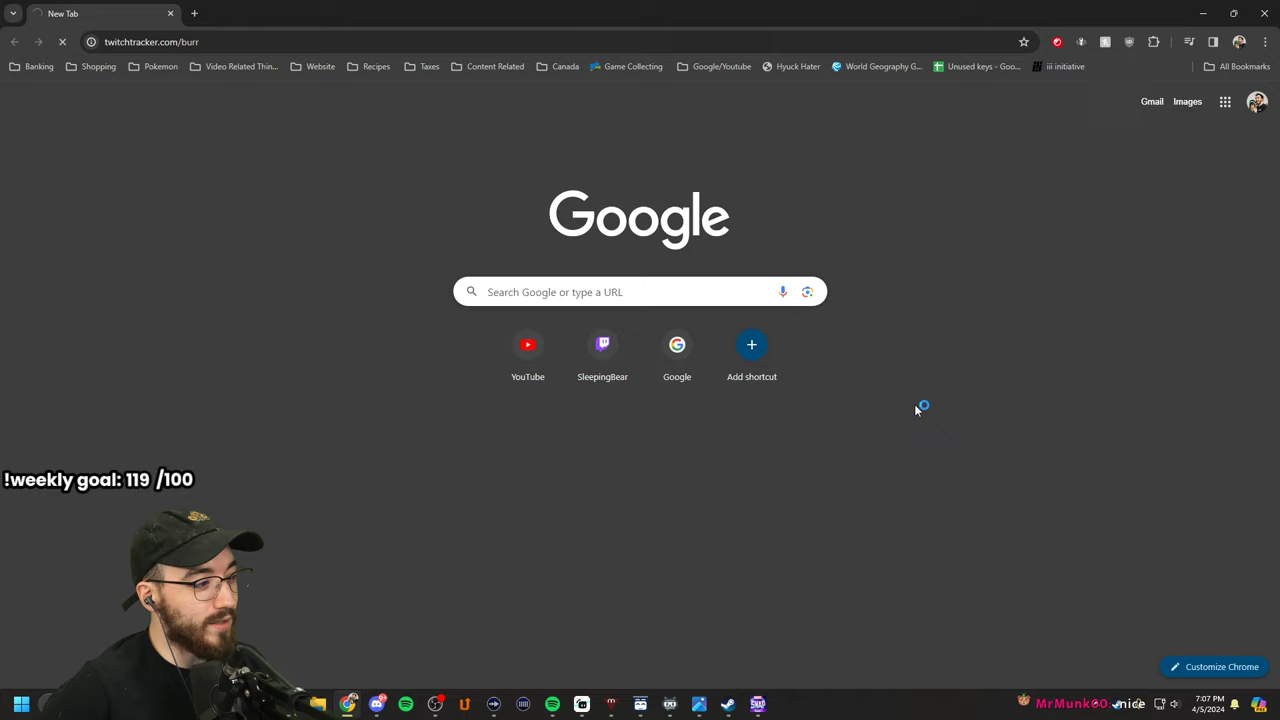 New Tab
twitchtracker.com/burr
Banking
Shopping
Pokemon
Video Related Thin...
Website
Recipes
Taxes
Content Related
Canada
Game Collecting
Google/Youtube
Hyuck Hater
World Geography G...
Unused keys - Goo...
iii initiative
All Bookmarks
Gmail
Images
Google
Search Google or type a URL
YouTube
SleepingBear
Google
Add shortcut
!weekly goal: 119 /100
Customize Chrome
MrMunk00: nice
7:07 PM
4/5/2024